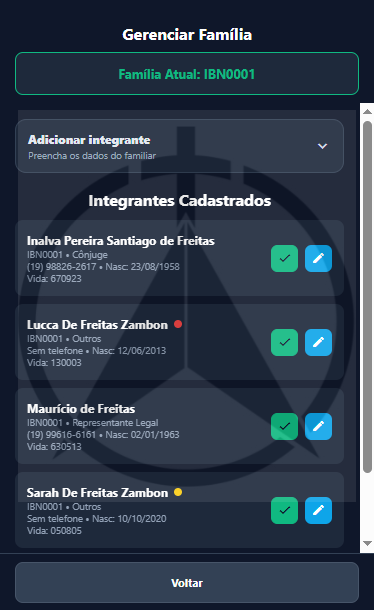 Gerenciar Família
Família Atual: IBN0001
Adicionar integrante
Preencha os dados do familiar
Integrantes Cadastrados
Inalva Pereira Santiago de Freitas
IBN0001 • Cônjuge
(19) 98826-2617 • Nasc: 23/08/1958
Vida: 670923
Lucca De Freitas Zambon
IBN0001 • Outros
Sem telefone • Nasc: 12/06/2013
Vida: 130003
Maurício de Freitas
IBN0001 • Representante Legal
(19) 99616-6161 • Nasc: 02/01/1963
Vida: 630513
Sarah De Freitas Zambon
IBN0001 • Outros
Sem telefone • Nasc: 10/10/2020
Vida: 050805
Voltar